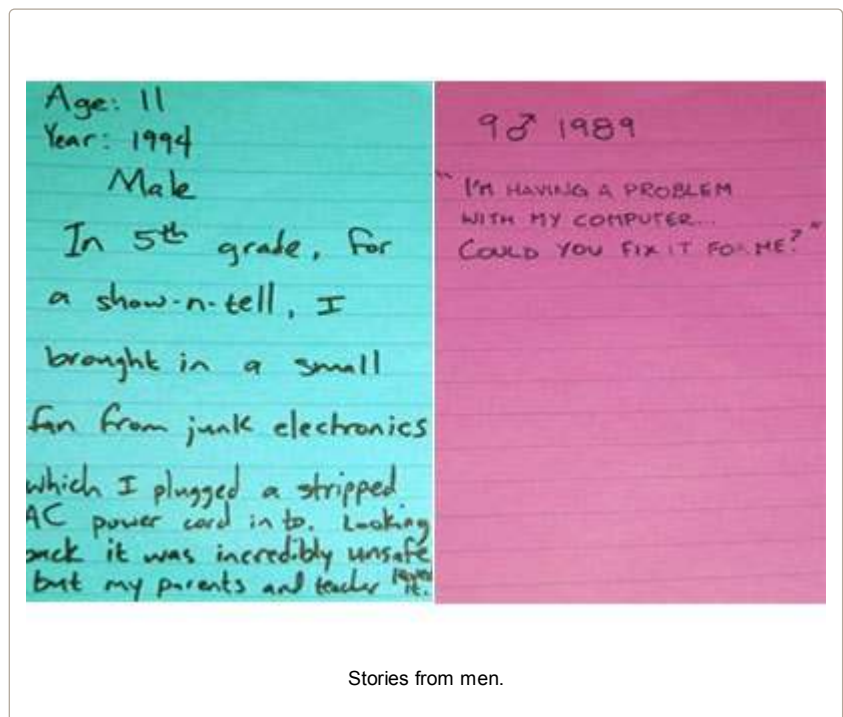 Age: 11
Year: 1994
Male
In 5th grade, for
a show-n-tell, I
brought in a small
fan from junk electronics
which I plugged a stripped
AC power cord in to. Looking
back it was incredibly unsafe
but my parents and teacher loved it.
9♂ 1989
"I'M HAVING A PROBLEM
WITH MY COMPUTER...
COULD YOU FIX IT FOR ME?"
Stories from men.